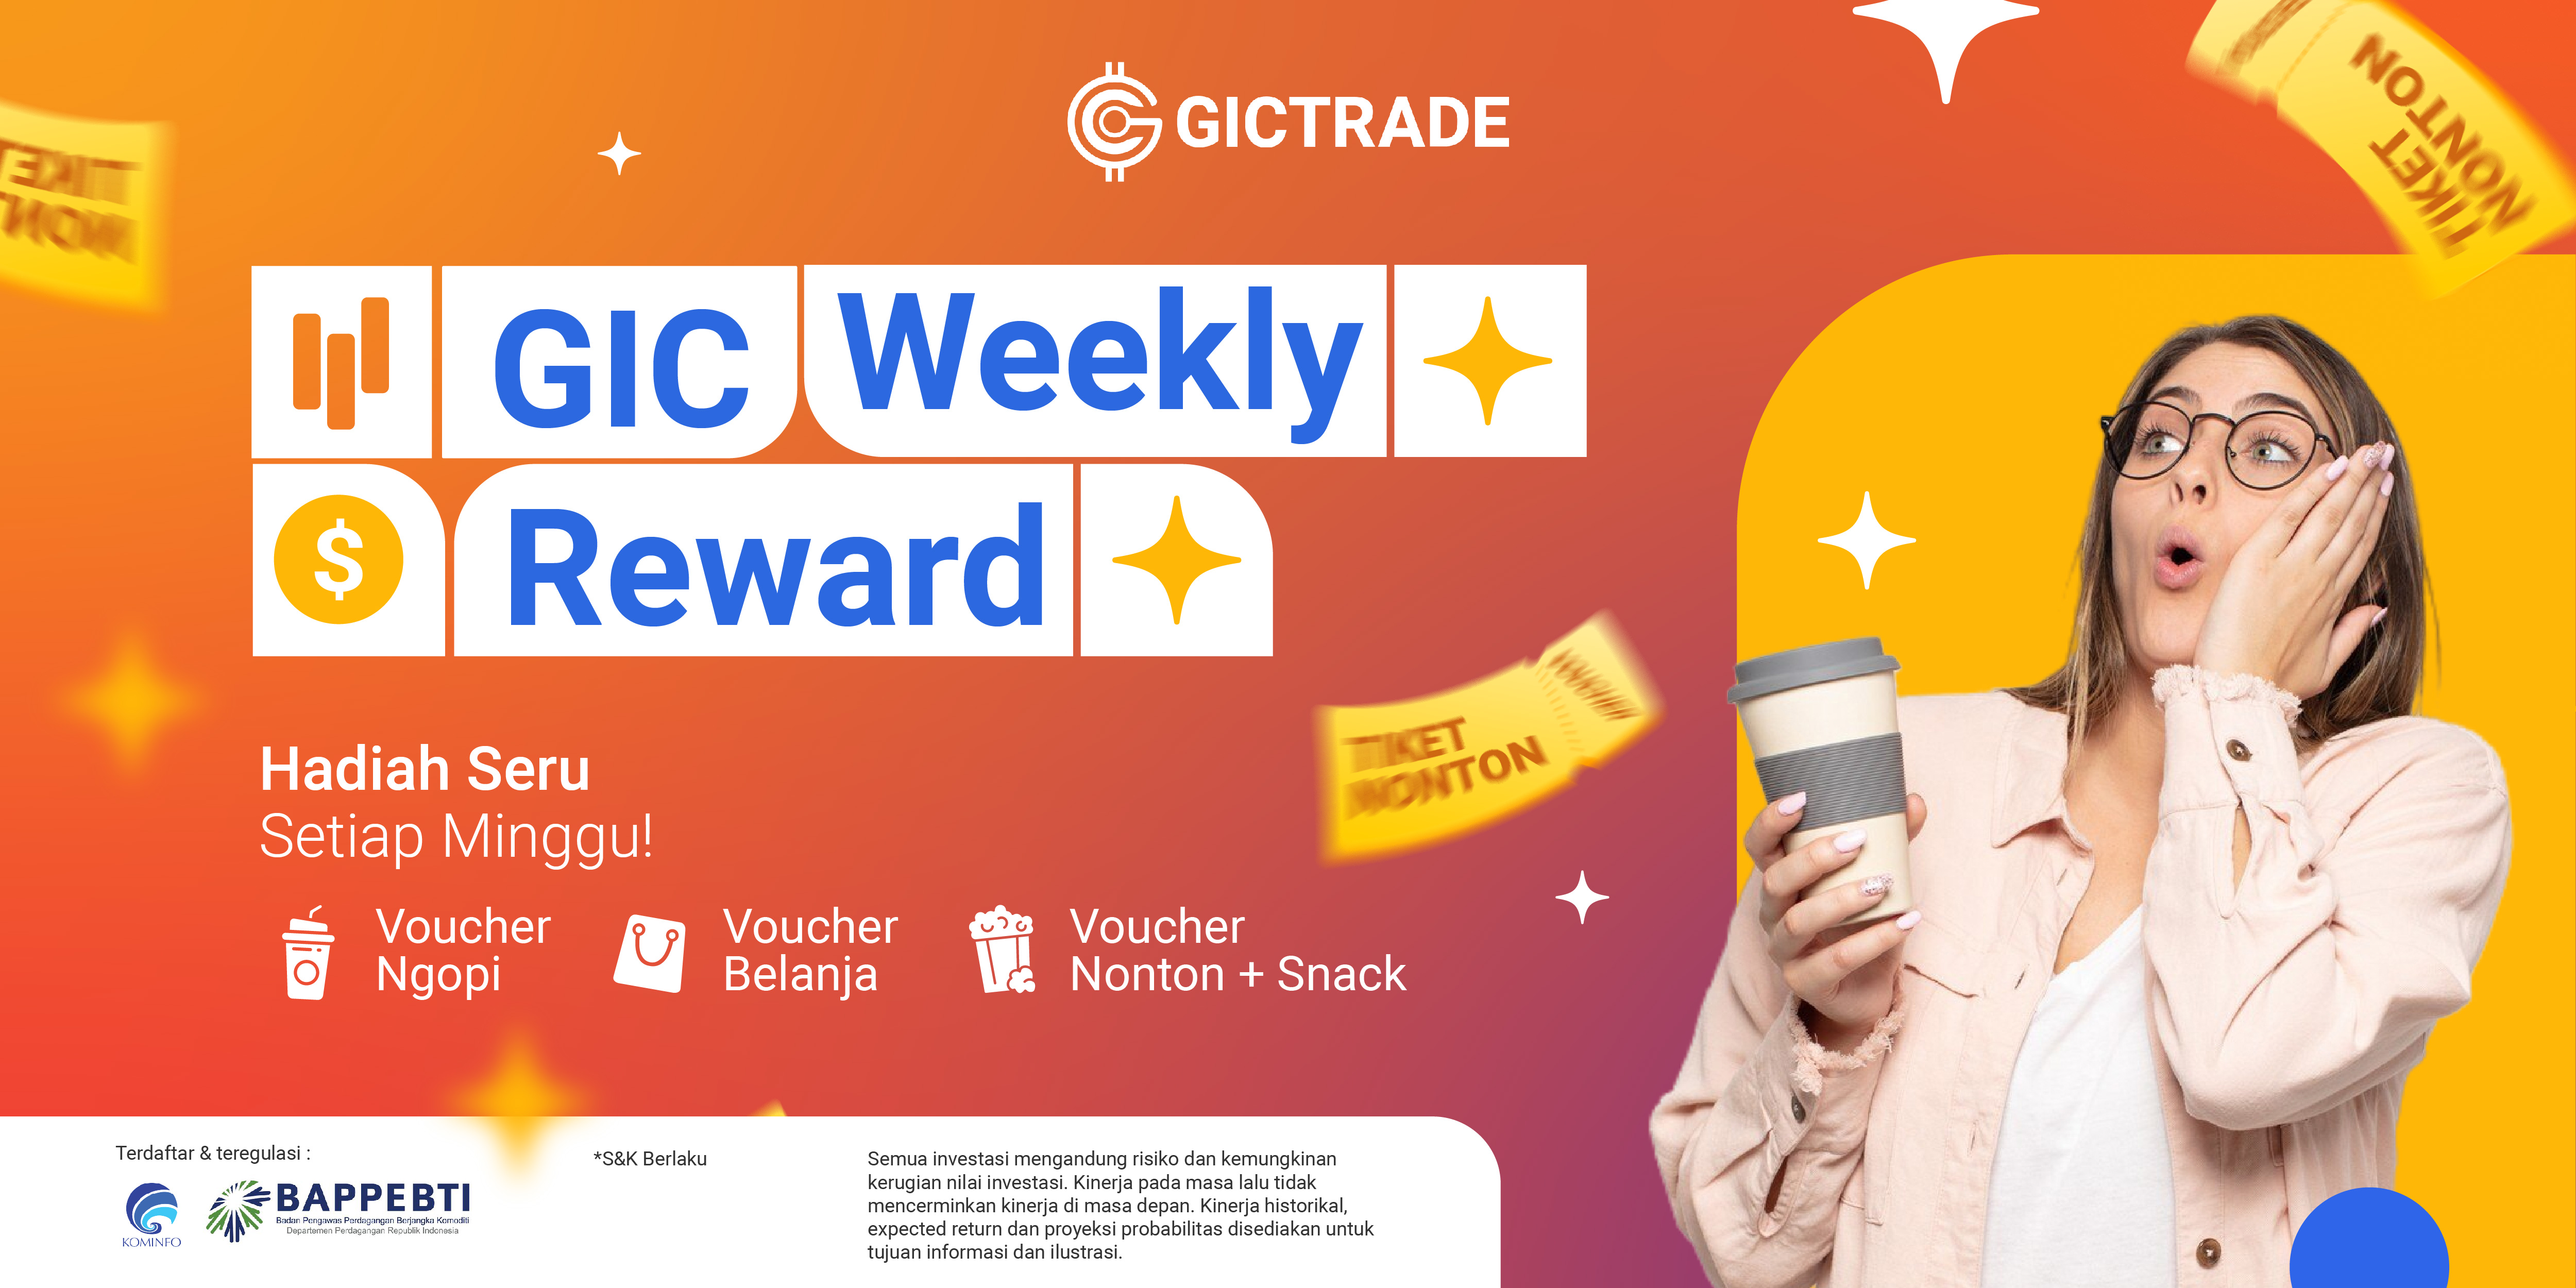 GICTRADE
TIKET
NONTON
TIKET
GIC Weekly
$ Reward
TIKET
NONTON
Hadiah Seru
Setiap Minggu!
Voucher
Ngopi
Voucher
Belanja
Voucher
Nonton + Snack
Terdaftar & teregulasi :
KOMINFO
BAPPEBTI
Badan Pengawas Perdagangan Berjangka Komoditi
Departemen Perdagangan Republik Indonesia
*S&K Berlaku
Semua investasi mengandung risiko dan kemungkinan
kerugian nilai investasi. Kinerja pada masa lalu tidak
mencerminkan kinerja di masa depan. Kinerja historikal,
expected return dan proyeksi probabilitas disediakan untuk
tujuan informasi dan ilustrasi.